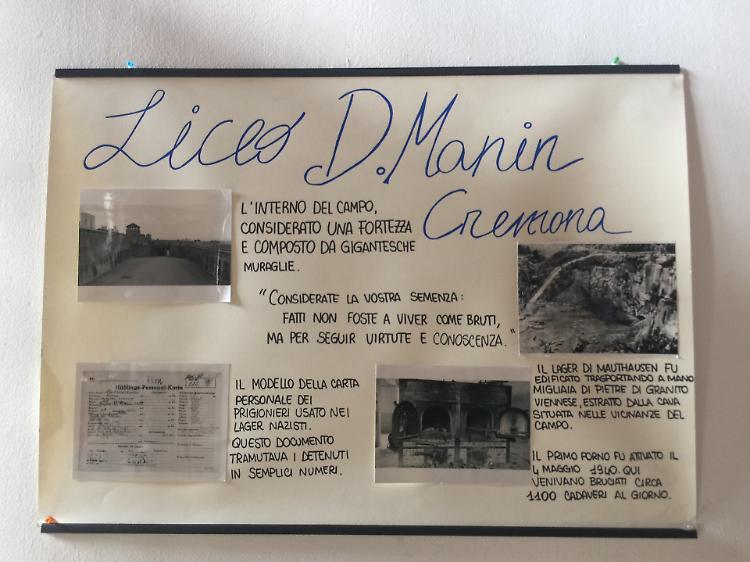 Liceo D. Manin
Cremona
L'INTERNO DEL CAMPO,
CONSIDERATO UNA FORTEZZA
E COMPOSTO DA GIGANTESCHE
MURAGLIE.
"CONSIDERATE LA VOSTRA SEMENZA:
FATTI NON FOSTE A VIVER COME BRUTI,
MA PER SEGUIR VIRTUTE E CONOSCENZA."
Häftlings-Personal-Karte
IL MODELLO DELLA CARTA
PERSONALE DEI
PRIGIONIERI USATO NEI
LAGER NAZISTI.
QUESTO DOCUMENTO
TRAMUTAVA I DETENUTI
IN SEMPLICI NUMERI.
IL LAGER DI MAUTHAUSEN FU
EDIFICATO TRASPORTANDO A MANO
MIGLIAIA DI PIETRE DI GRANITO
VIENNESE, ESTRATTO DALLA CAVA
SITUATA NELLE VICINANZE DEL
CAMPO.
IL PRIMO FORNO FU ATTIVATO IL
4 MAGGIO 1940. QUI
VENIVANO BRUCIATI CIRCA
1100 CADAVERI AL GIORNO.